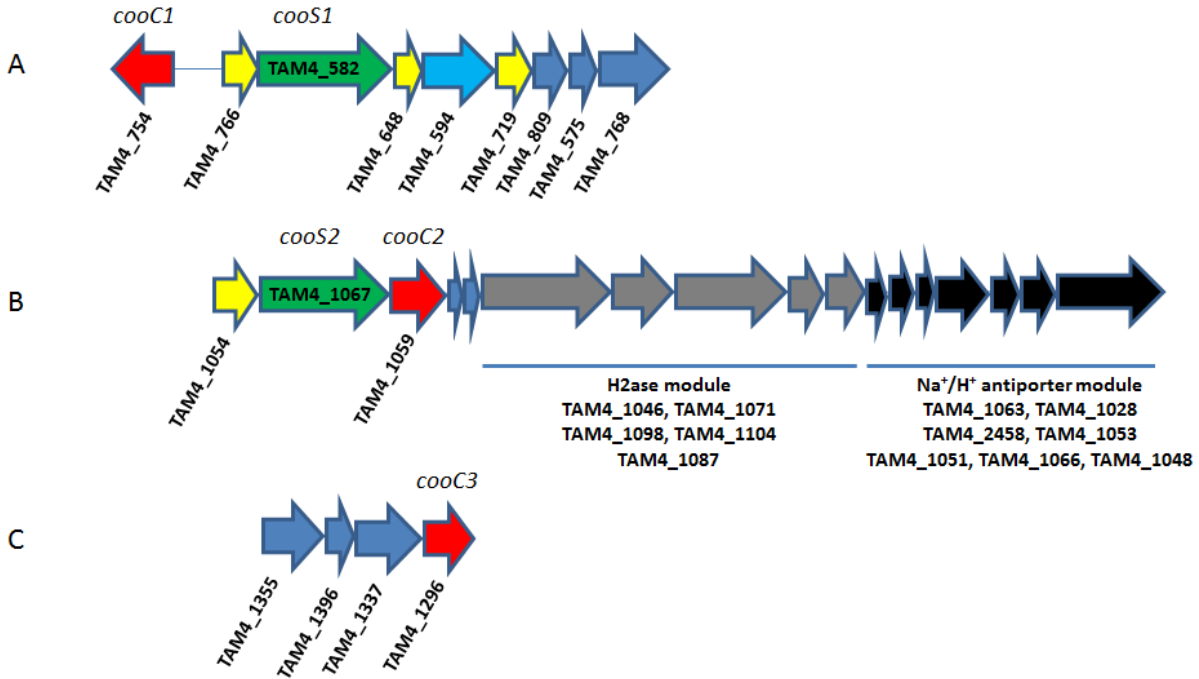 cooC1 cooS1
A
TAM4_582
TAM4_754
TAM4_766
TAM4_648
TAM4_594
TAM4_719
TAM4_809
TAM4_575
TAM4_768
cooS2 cooC2
B
TAM4_1067
TAM4_1054
TAM4_1059
H2ase module
TAM4_1046, TAM4_1071
TAM4_1098, TAM4_1104
TAM4_1087
Na⁺/H⁺ antiporter module
TAM4_1063, TAM4_1028
TAM4_2458, TAM4_1053
TAM4_1051, TAM4_1066, TAM4_1048
cooC3
C
TAM4_1355
TAM4_1396
TAM4_1337
TAM4_1296